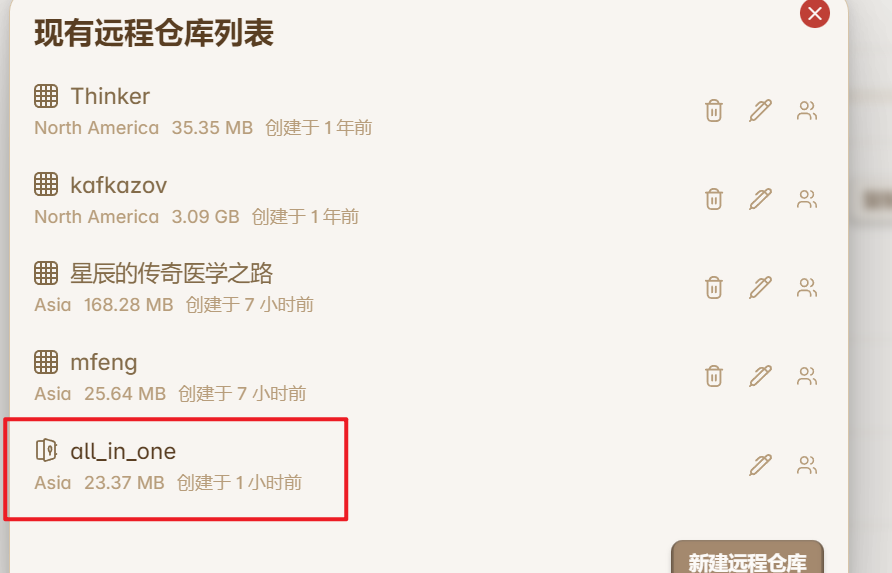 现有远程仓库列表
Thinker
North America 35.35 MB 创建于 1 年前
kafkazov
North America 3.09 GB 创建于 1 年前
星辰的传奇医学之路
Asia 168.28 MB 创建于 7 小时前
mfeng
Asia 25.64 MB 创建于 7 小时前
all_in_one
Asia 23.37 MB 创建于 1 小时前
新建远程仓库